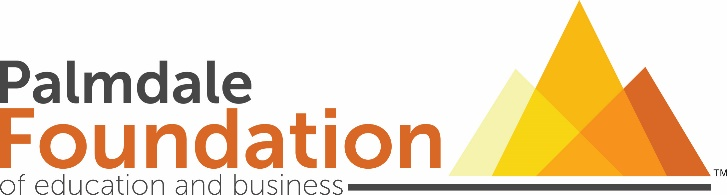 Palmdale
Foundation
of education and business
TM